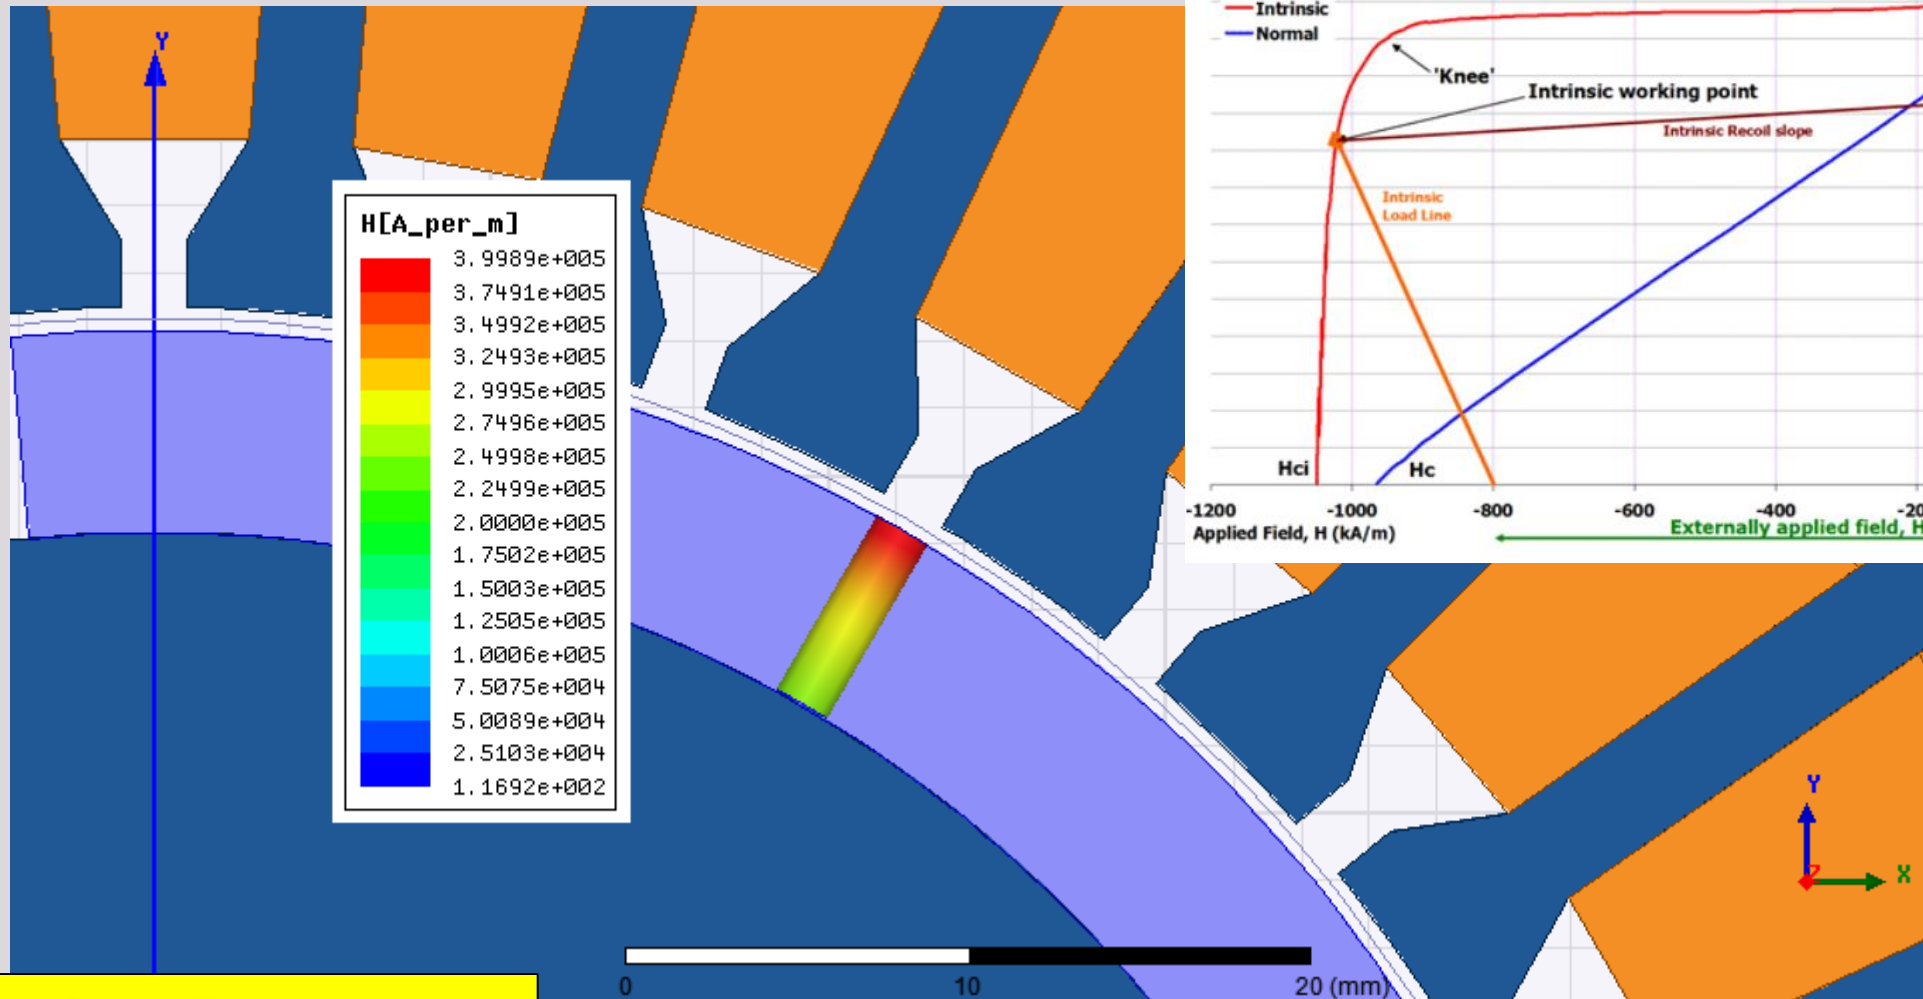 Y
H[A_per_m]
3.9989e+005
3.7491e+005
3.4992e+005
3.2493e+005
2.9995e+005
2.7496e+005
2.4998e+005
2.2499e+005
2.0000e+005
1.7502e+005
1.5003e+005
1.2505e+005
1.0006e+005
7.5075e+004
5.0089e+004
2.5103e+004
1.1692e+002
Intrinsic
Normal
'Knee'
Intrinsic working point
Intrinsic Recoil slope
Intrinsic
Load Line
Hci
Hc
-1200 -1000 -800 -600 -400 -20
Applied Field, H (kA/m)
Externally applied field, H
Y
Z
X
0 10 20 (mm)